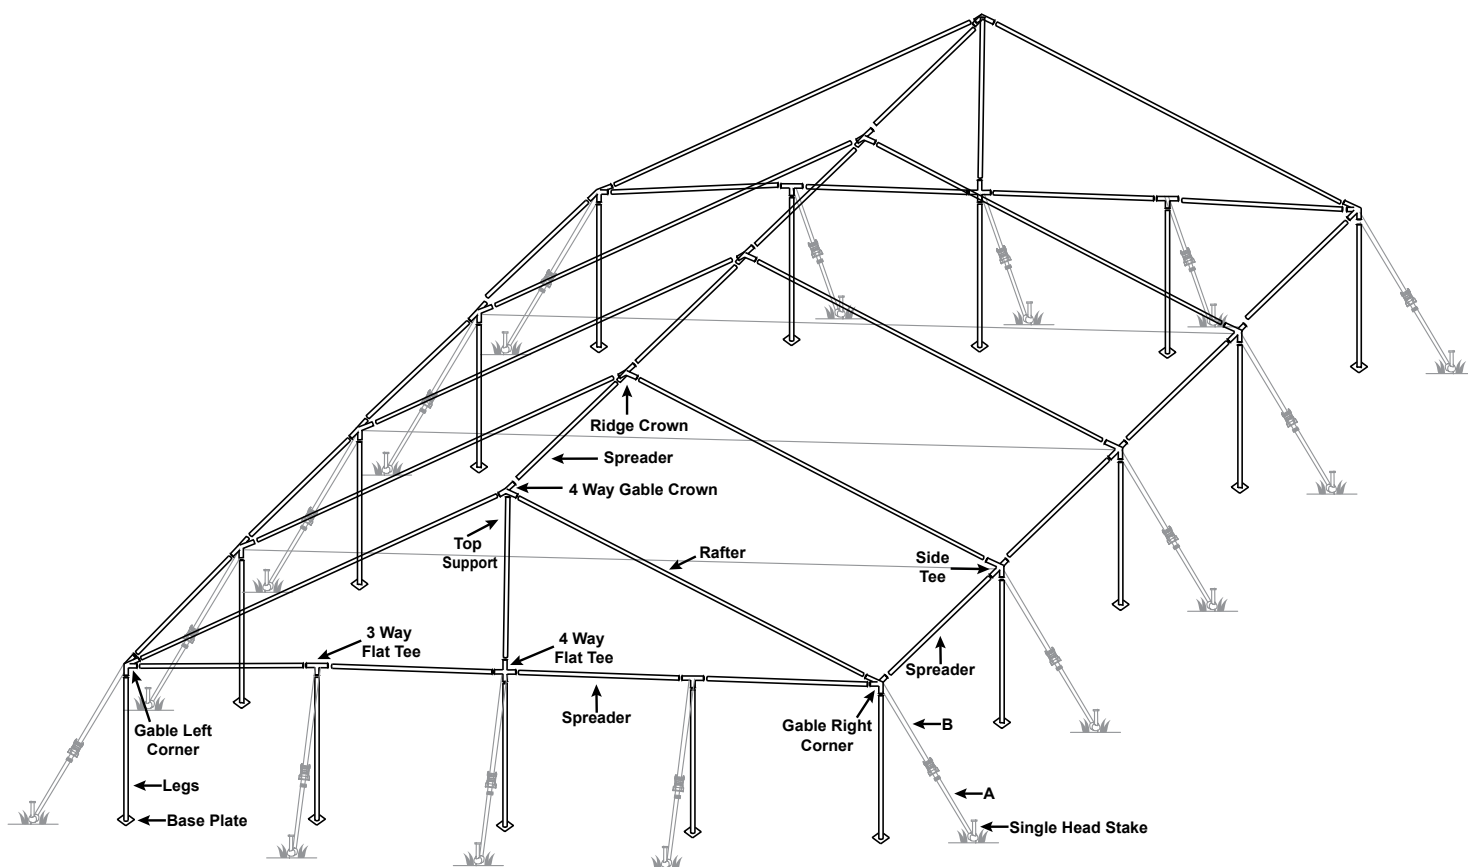 Ridge Crown
Spreader
4 Way Gable Crown
Top
Support
Rafter
Side
Tee
3 Way
Flat Tee
4 Way
Flat Tee
Spreader
Spreader
Gable Left
Corner
Gable Right
Corner
B
Legs
A
Base Plate
Single Head Stake